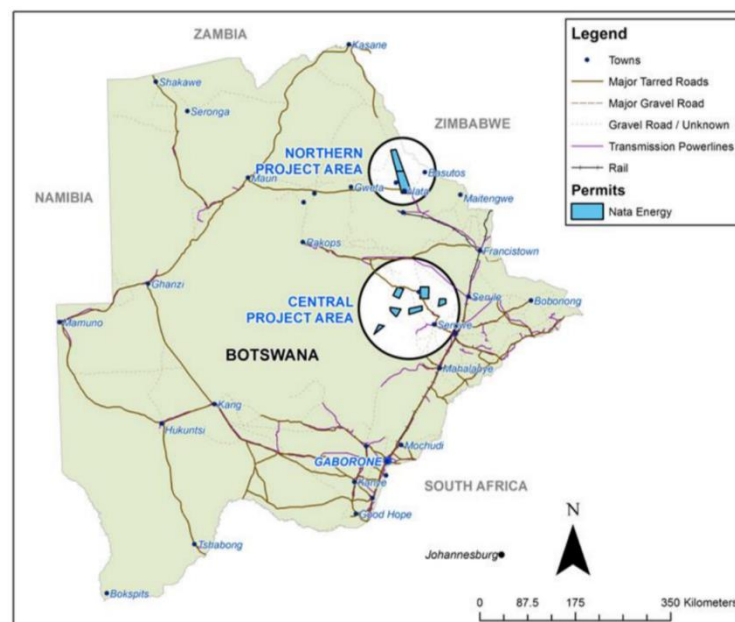 ZAMBIA
Kasane
Shakawe
Seronga
ZIMBABWE
NORTHERN
PROJECT AREA
Basutos
Maun
Gweta
Nata
Maitengwe
NAMIBIA
Rakops
Francistown
Ghanzi
CENTRAL
PROJECT AREA
Serule
Bobonong
Mamuno
Serowe
BOTSWANA
Mahalapye
Kang
Hukuntsi
Mochudi
GABORONE
Kanye
SOUTH AFRICA
Good Hope
Tshabong
Johannesburg
Bokspits
Legend
Towns
Major Tarred Roads
Major Gravel Road
Gravel Road / Unknown
Transmission Powerlines
Rail
Permits
Nata Energy
N
0 87.5 175 350 Kilometers